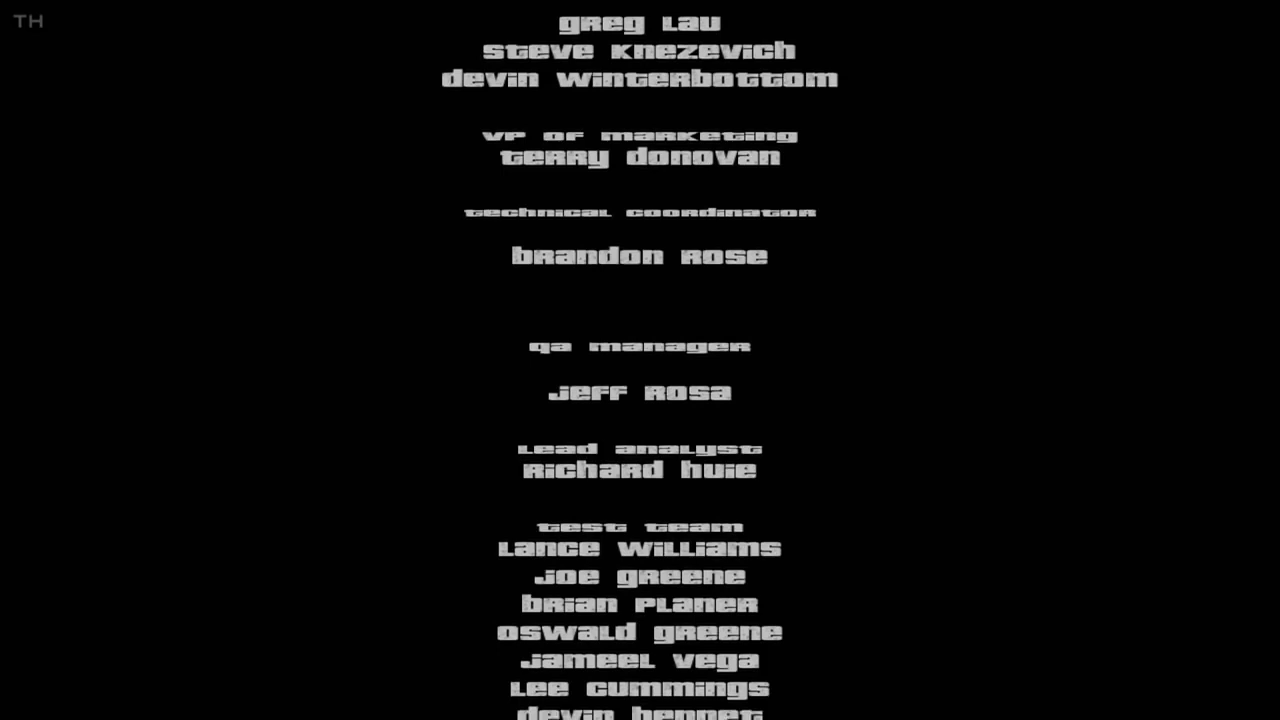 TH
GREG LAU
STEVE KNEZEVICH
DEVIN WINTERBOTTOM
VP OF MARKETING
TERRY DONOVAN
TECHNICAL COORDINATOR
BRANDON ROSE
QA MANAGER
JEFF ROSA
LEAD ANALYST
RICHARD HUIE
TEST TEAM
LANCE WILLIAMS
JOE GREENE
BRIAN PLANER
OSWALD GREENE
JAMEEL VEGA
LEE CUMMINGS
DEVIN BENNET